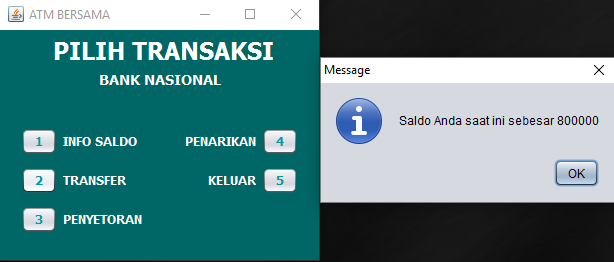 ATM BERSAMA
PILIH TRANSAKSI
BANK NASIONAL
1 INFO SALDO
PENARIKAN 4
2 TRANSFER
KELUAR 5
3 PENYETORAN
Message
Saldo Anda saat ini sebesar 800000
OK